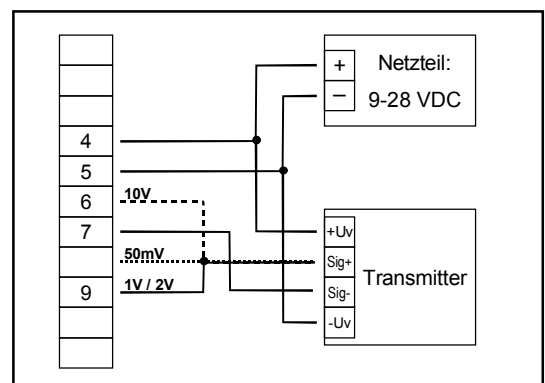 + Netzteil:
– 9-28 VDC
4
5
6 10V
7 +Uv
50mV Sig+
Transmitter
9 1V / 2V Sig-
-Uv